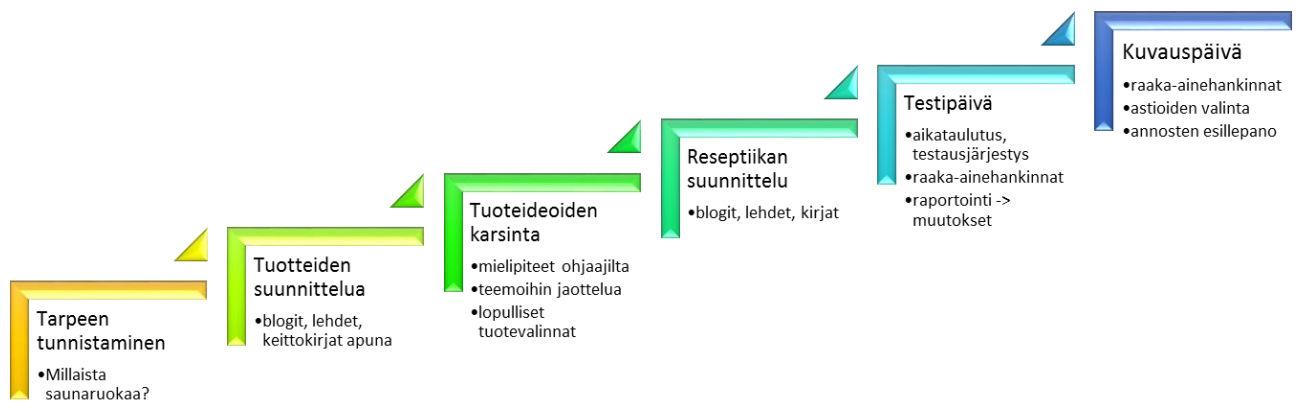 Tarpeen
tunnistaminen
•Millaista
saunaruokaa?
Tuotteiden
suunnittelua
•blogit, lehdet,
keittokirjat apuna
Tuoteideoiden
karsinta
•mielipiteet ohjaajilta
•teemoihin jaottelua
•lopulliset
tuotevalinnat
Reseptiikan
suunnittelu
•blogit, lehdet, kirjat
Testipäivä
•aikataulutus,
testausjärjestys
•raaka-ainehankinnat
•raportointi ->
muutokset
Kuvauspäivä
•raaka-ainehankinnat
•astioiden valinta
•annosten esillepano